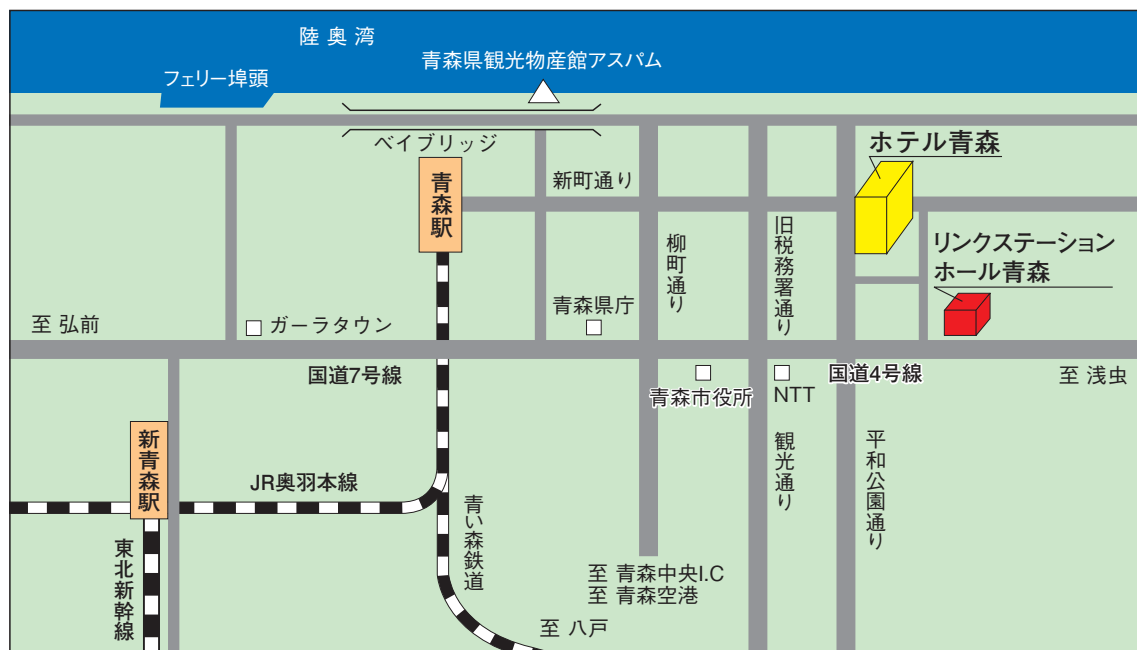 陸奥湾
青森県観光物産館アスパム
フェリー埠頭
ベイブリッジ
ホテル青森
青森駅
新町通り
柳町通り
旧税務署通り
リンクステーション
ホール青森
青森県庁
至 弘前
ガーラタウン
国道7号線
国道4号線
至 浅虫
青森市役所
NTT
新青森駅
JR奥羽本線
青い森鉄道
観光通り
平和公園通り
東北新幹線
至 青森中央I.C
至 青森空港
至 八戸